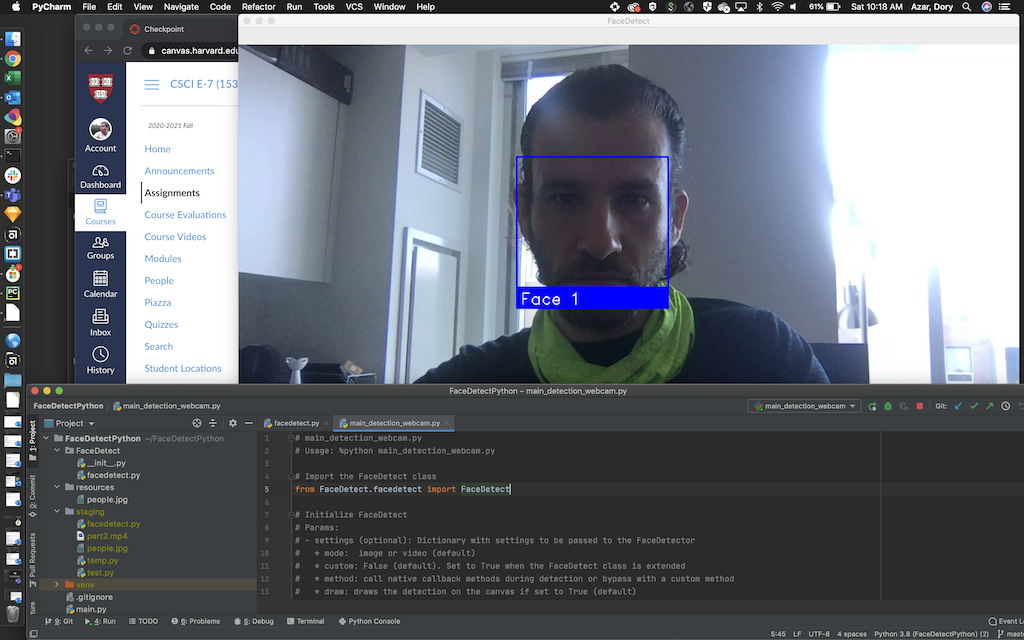 PyCharm File Edit View Navigate Code Refactor Run Tools VCS Window Help 61% Sat 10:18 AM Azar, Dory
Checkpoint
canvas.harvard.edu
FaceDetect
CSCI E-7 (153
2020-2021 Fall
Account
Dashboard
Courses
Groups
Calendar
Inbox
History
Home
Announcements
Assignments
Course Evaluations
Course Videos
Modules
People
Piazza
Quizzes
Search
Student Locations
Face 1
FaceDetectPython – main_detection_webcam.py
FaceDetectPython main_detection_webcam.py
main_detection_webcam Git:
Project
facedetect.py
main_detection_webcam.py
1: Project
Commit
Pull Requests
FaceDetectPython ~/FaceDetectPython
FaceDetect
__init__.py
facedetect.py
resources
people.jpg
staging
facedetect.py
part2.mp4
people.jpg
temp.py
test.py
venv
.gitignore
main.py
1 # main_detection_webcam.py
2 # Usage: %python main_detection_webcam.py
3
4 # Import the FaceDetect class
5 from FaceDetect.facedetect import FaceDetect
6
7 # Initialize FaceDetect
8 # Params:
9 # - settings (optional): Dictionary with settings to be passed to the FaceDetector
10 # * mode: image or video (default)
11 # * custom: False (default). Set to True when the FaceDetect class is extended
12 # * method: call native callback methods during detection or bypass with a custom method
13 # * draw: draws the detection on the canvas if set to True (default)
9: Git 4: Run TODO 6: Problems 5: Debug Terminal Python Console Event L
5:45 LF UTF-8 4 spaces Python 3.8 (FaceDetectPython) (2) mast